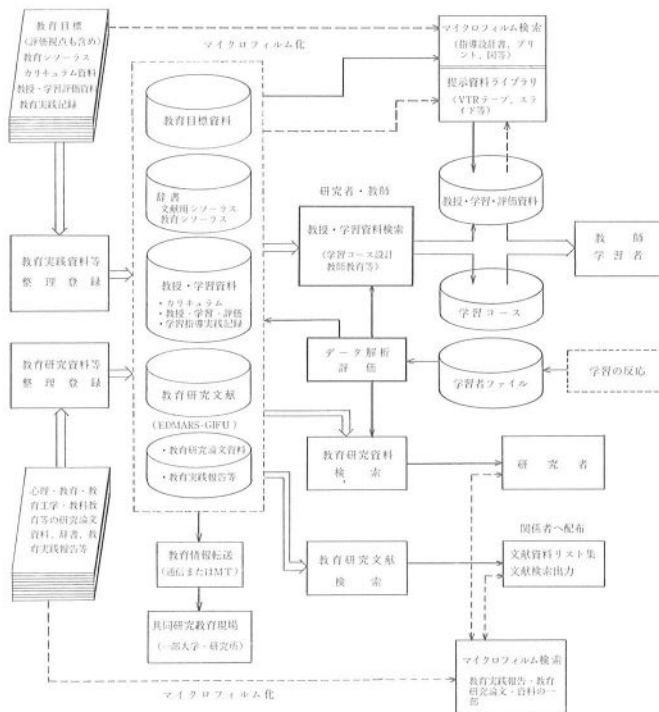 教育目標
(評価視点も含め)
教育シソーラス
カリキュラム資料
教授・学習評価資料
教育実践記録
マイクロフィルム化
マイクロフィルム検索
(指導設計書、プリ
ント、図等)
提示資料ライブラリ
(VTRテープ、スラ
イド等)
教育目標資料
辞書
文献用シソーラス
教育シソーラス
研究者・教師
教授・学習・評価資料
教育実践資料等
整理登録
教授・学習資料
・カリキュラム
・教授・学習・評価
・学習指導実践記録
教授・学習資料検索
(学習コース設計
教師教育等)
教師
学習者
学習コース
教育研究資料等
整理登録
データ解析
評価
学習者ファイル
学習の反応
教育研究文献
(EDMARS-GIFU)
・教育研究論文資料
・教育実践報告等
教育研究資料
検索
研究者
心理・教育・教
育工学・教科教
育等の研究論文
資料、辞書、教
育実践報告等
教育情報転送
(通信またはMT)
教育研究文献
検索
関係者へ配布
文献資料リスト集
文献検索出力
共同研究教育現場
(一部大学・研究所)
マイクロフィルム検索
教育実践報告・教育
研究論文・資料の一
部
マイクロフィルム化